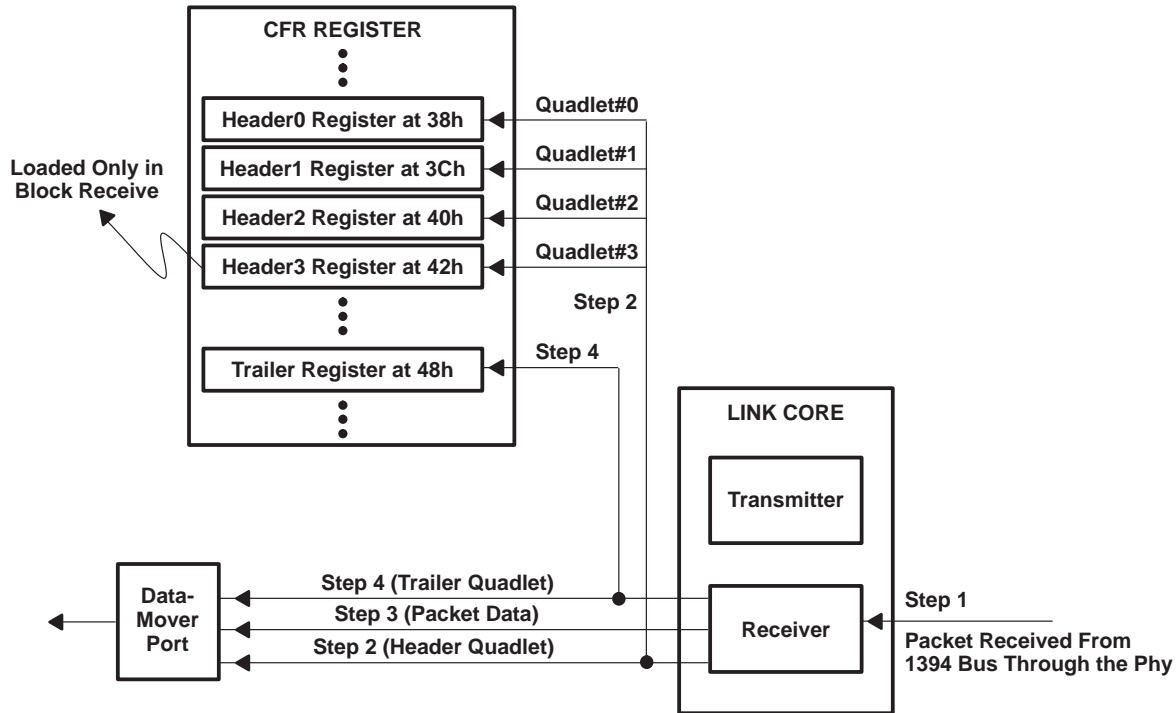 CFR REGISTER
Header0 Register at 38h
Quadlet#0
Header1 Register at 3Ch
Quadlet#1
Loaded Only in
Block Receive
Header2 Register at 40h
Quadlet#2
Header3 Register at 42h
Quadlet#3
Step 2
Trailer Register at 48h
Step 4
LINK CORE
Transmitter
Receiver
Step 1
Packet Received From
1394 Bus Through the Phy
Step 4 (Trailer Quadlet)
Step 3 (Packet Data)
Step 2 (Header Quadlet)
Data-
Mover
Port